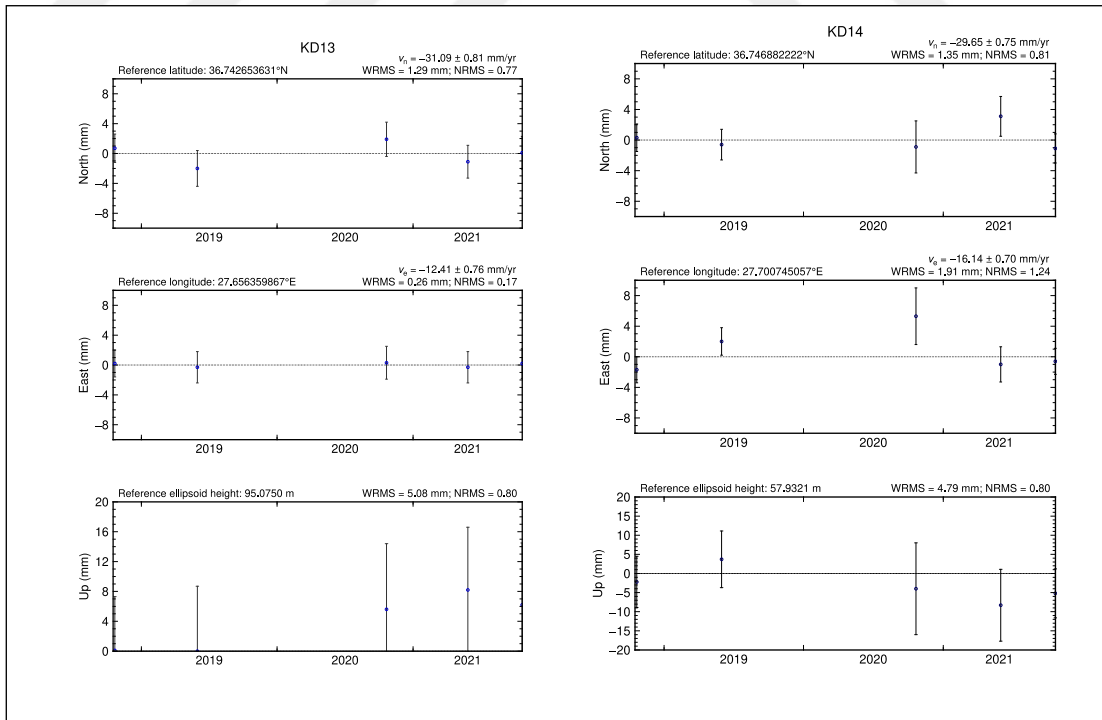 KD13
vn = −31.09 ± 0.81 mm/yr
Reference latitude: 36.742653631°N WRMS = 1.29 mm; NRMS = 0.77
8
4
0
−4
−8
North (mm)
2019 2020 2021
ve = −12.41 ± 0.76 mm/yr
Reference longitude: 27.656359867°E WRMS = 0.26 mm; NRMS = 0.17
8
4
0
−4
−8
East (mm)
2019 2020 2021
Reference ellipsoid height: 95.0750 m WRMS = 5.08 mm; NRMS = 0.80
20
16
12
8
4
0
Up (mm)
2019 2020 2021
KD14
vn = −29.65 ± 0.75 mm/yr
Reference latitude: 36.746882222°N WRMS = 1.35 mm; NRMS = 0.81
8
4
0
−4
−8
North (mm)
2019 2020 2021
ve = −16.14 ± 0.70 mm/yr
Reference longitude: 27.700745057°E WRMS = 1.91 mm; NRMS = 1.24
8
4
0
−4
−8
East (mm)
2019 2020 2021
Reference ellipsoid height: 57.9321 m WRMS = 4.79 mm; NRMS = 0.80
20
15
10
5
0
−5
−10
−15
−20
Up (mm)
2019 2020 2021